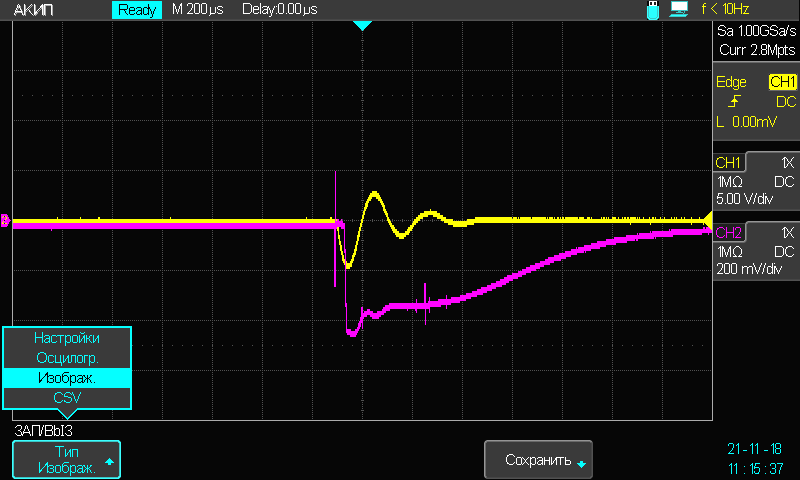 АКИП Ready M 200µs Delay:0.00µs f < 10Hz
Sa 1.00GSa/s
Curr 2.8Mpts
Edge CH1
DC
L 0.00mV
CH1 1X
1MΩ DC
5.00 V/div
CH2 1X
1MΩ DC
200 mV/div
Настройки
Осцилогр.
Изображ.
CSV
ЗАП/ВЫЗ
Тип
Изображ.
Сохранить
21-11-18
11:15:37